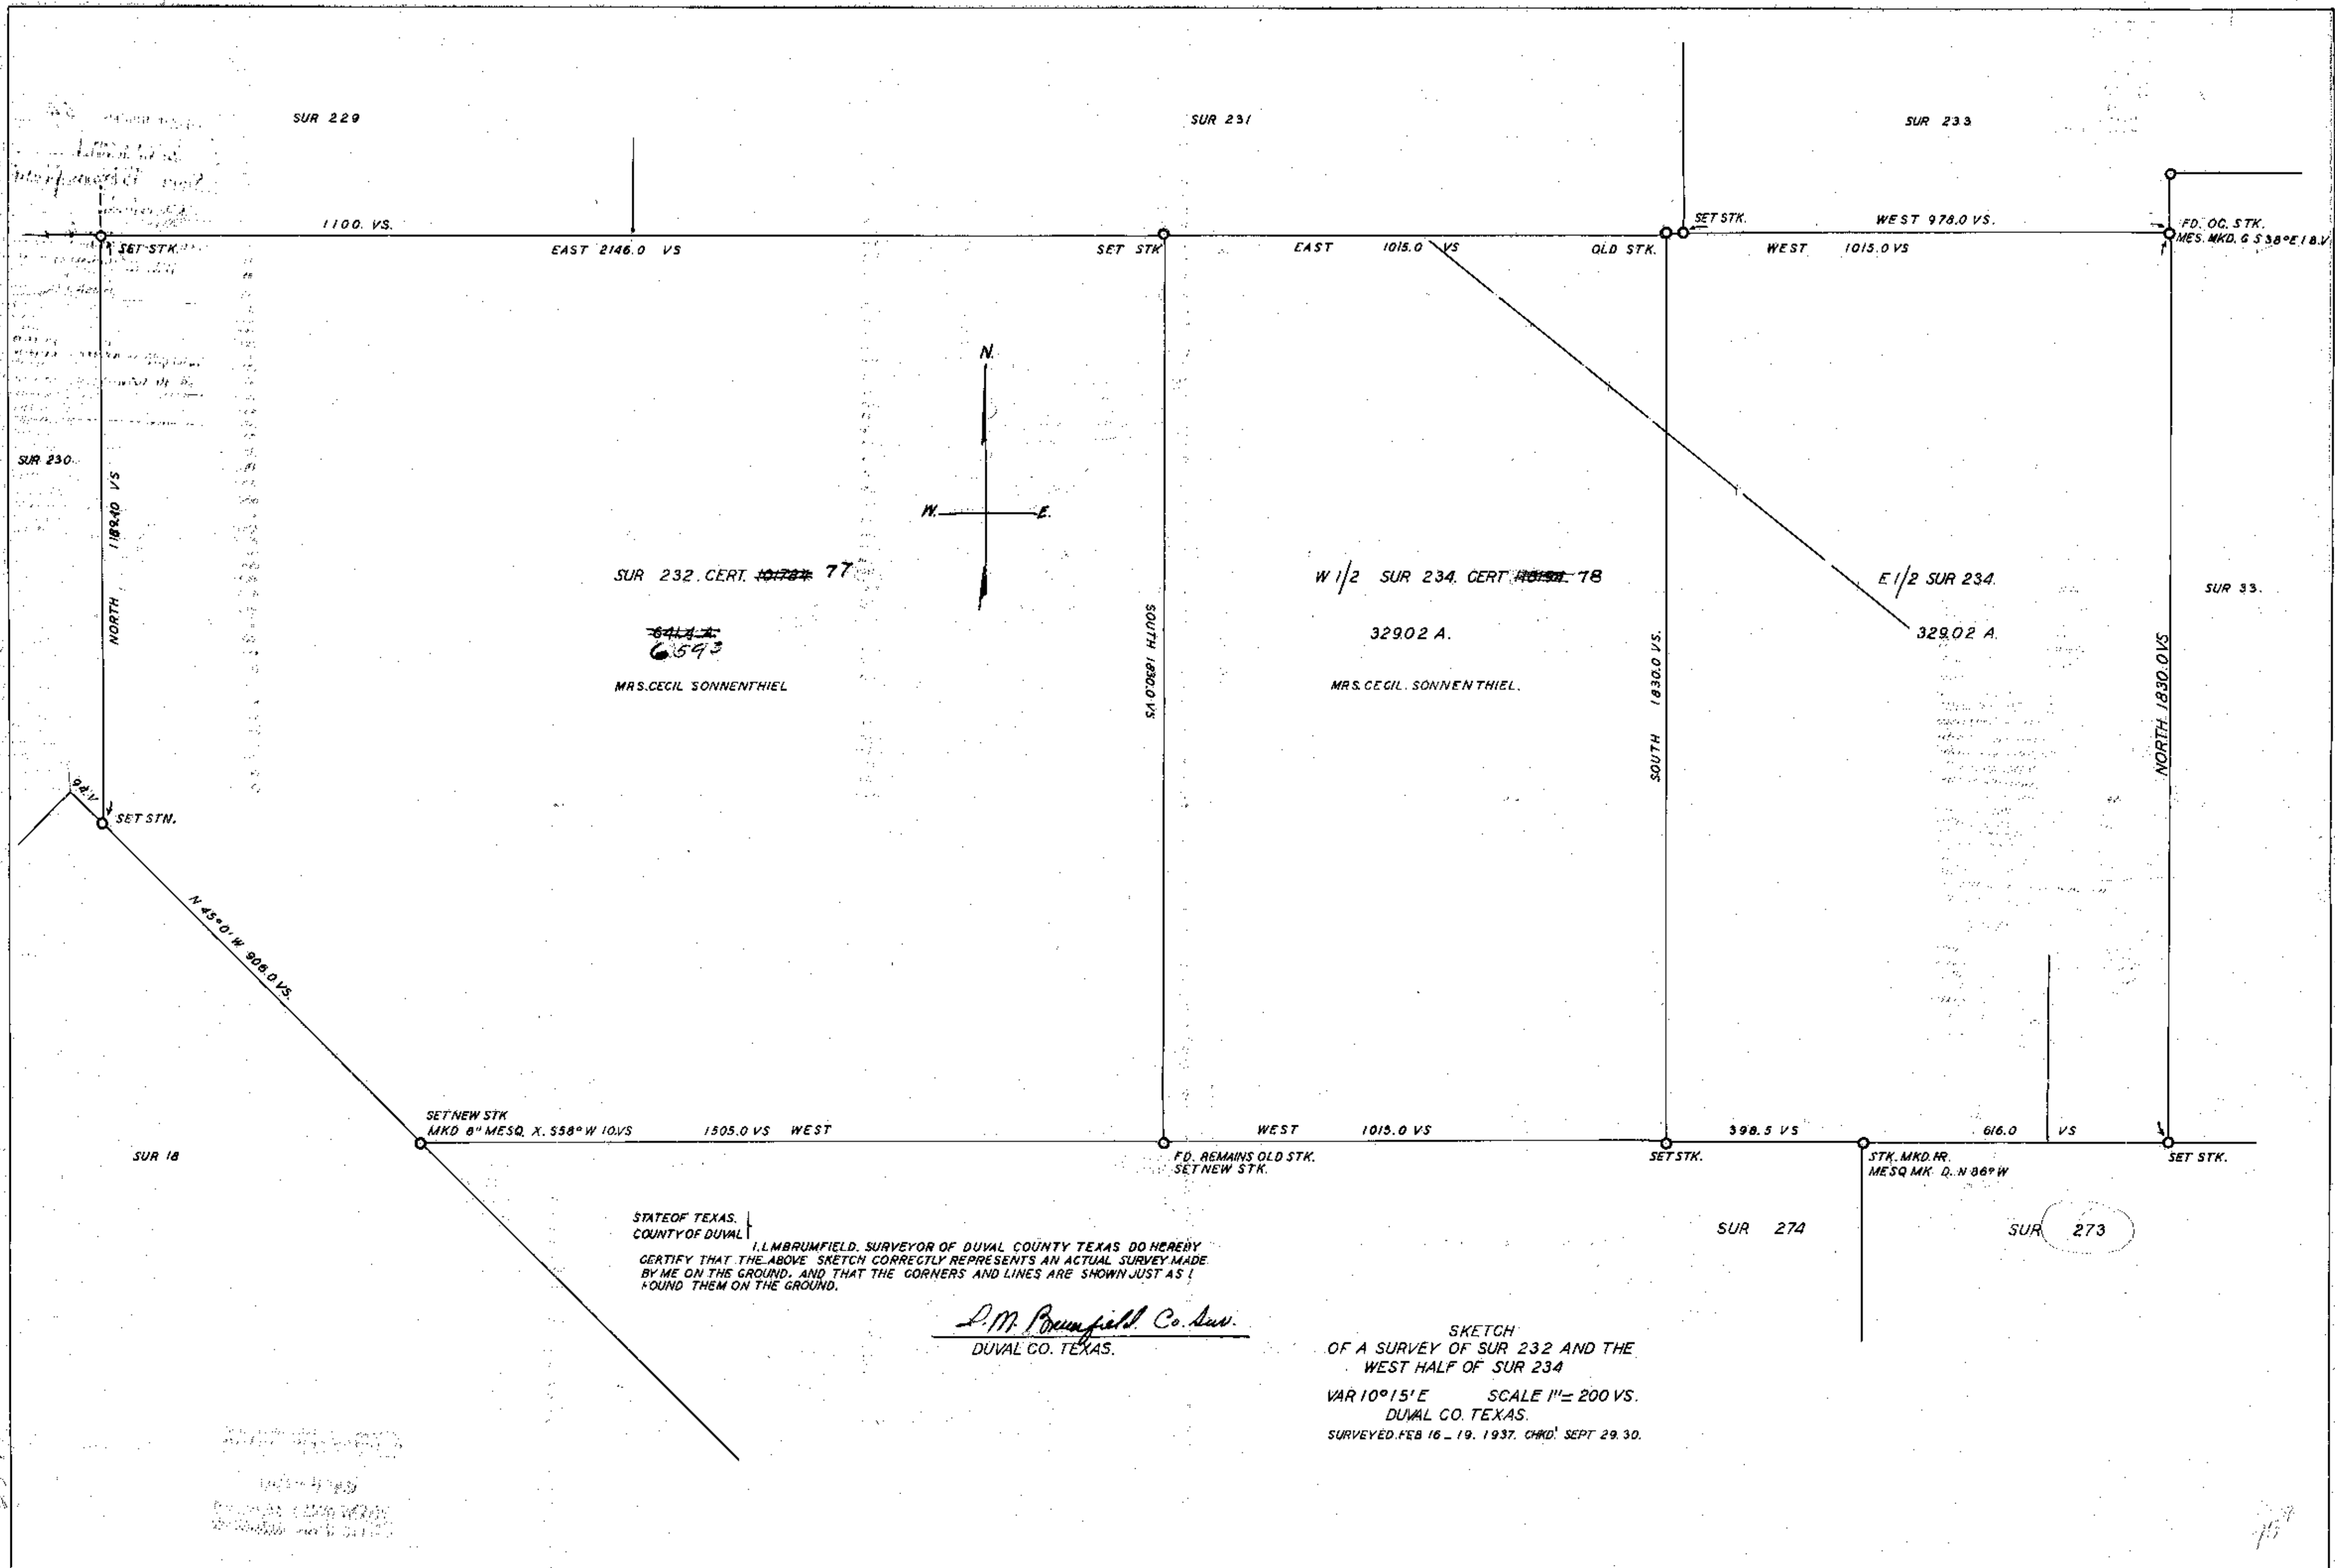 SUR 229
SUR 231
SUR 233
1100. VS.
SET STK.
WEST 978.0 VS.
FD. OG. STK.
MES. MKD. G S 38° E 1 8.V
SET STK.
EAST 2146.0 VS
SET STK
EAST 1015.0 VS
OLD STK.
WEST 1015.0 VS
N.
W. E.
SUR 230.
NORTH 1189.40 VS
SUR 232. CERT. 77
6593
MRS. CECIL SONNENTHIEL
SOUTH 1830.0 VS
W 1/2 SUR 234. CERT 78
329.02 A.
MRS. CECIL. SONNENTHIEL.
SOUTH 1830.0 VS.
E 1/2 SUR 234.
329.02 A.
NORTH 1830.0 VS
SUR 33.
94.V
SET STN.
N 45° 0' W 906.0 VS.
SET NEW STK
MKD 8" MESQ. X. S58° W 10.VS
1505.0 VS WEST
WEST 1015.0 VS
398.5 VS
616.0 VS
FD. REMAINS OLD STK.
SET NEW STK.
SET STK.
STK. MKD. FR.
MESQ MK D. N 86° W
SET STK.
SUR 18
SUR 274
SUR 273
STATE OF TEXAS.
COUNTY OF DUVAL
I. L M BRUMFIELD. SURVEYOR OF DUVAL COUNTY TEXAS DO HEREBY
CERTIFY THAT THE ABOVE SKETCH CORRECTLY REPRESENTS AN ACTUAL SURVEY MADE
BY ME ON THE GROUND. AND THAT THE CORNERS AND LINES ARE SHOWN JUST AS I
FOUND THEM ON THE GROUND.
L. M. Brumfield. Co. Sur.
DUVAL CO. TEXAS.
SKETCH
OF A SURVEY OF SUR 232 AND THE
WEST HALF OF SUR 234
VAR 10° 15' E SCALE 1" = 200 VS.
DUVAL CO. TEXAS.
SURVEYED. FEB 16 _ 19. 1937. CHKD' SEPT 29. 30.